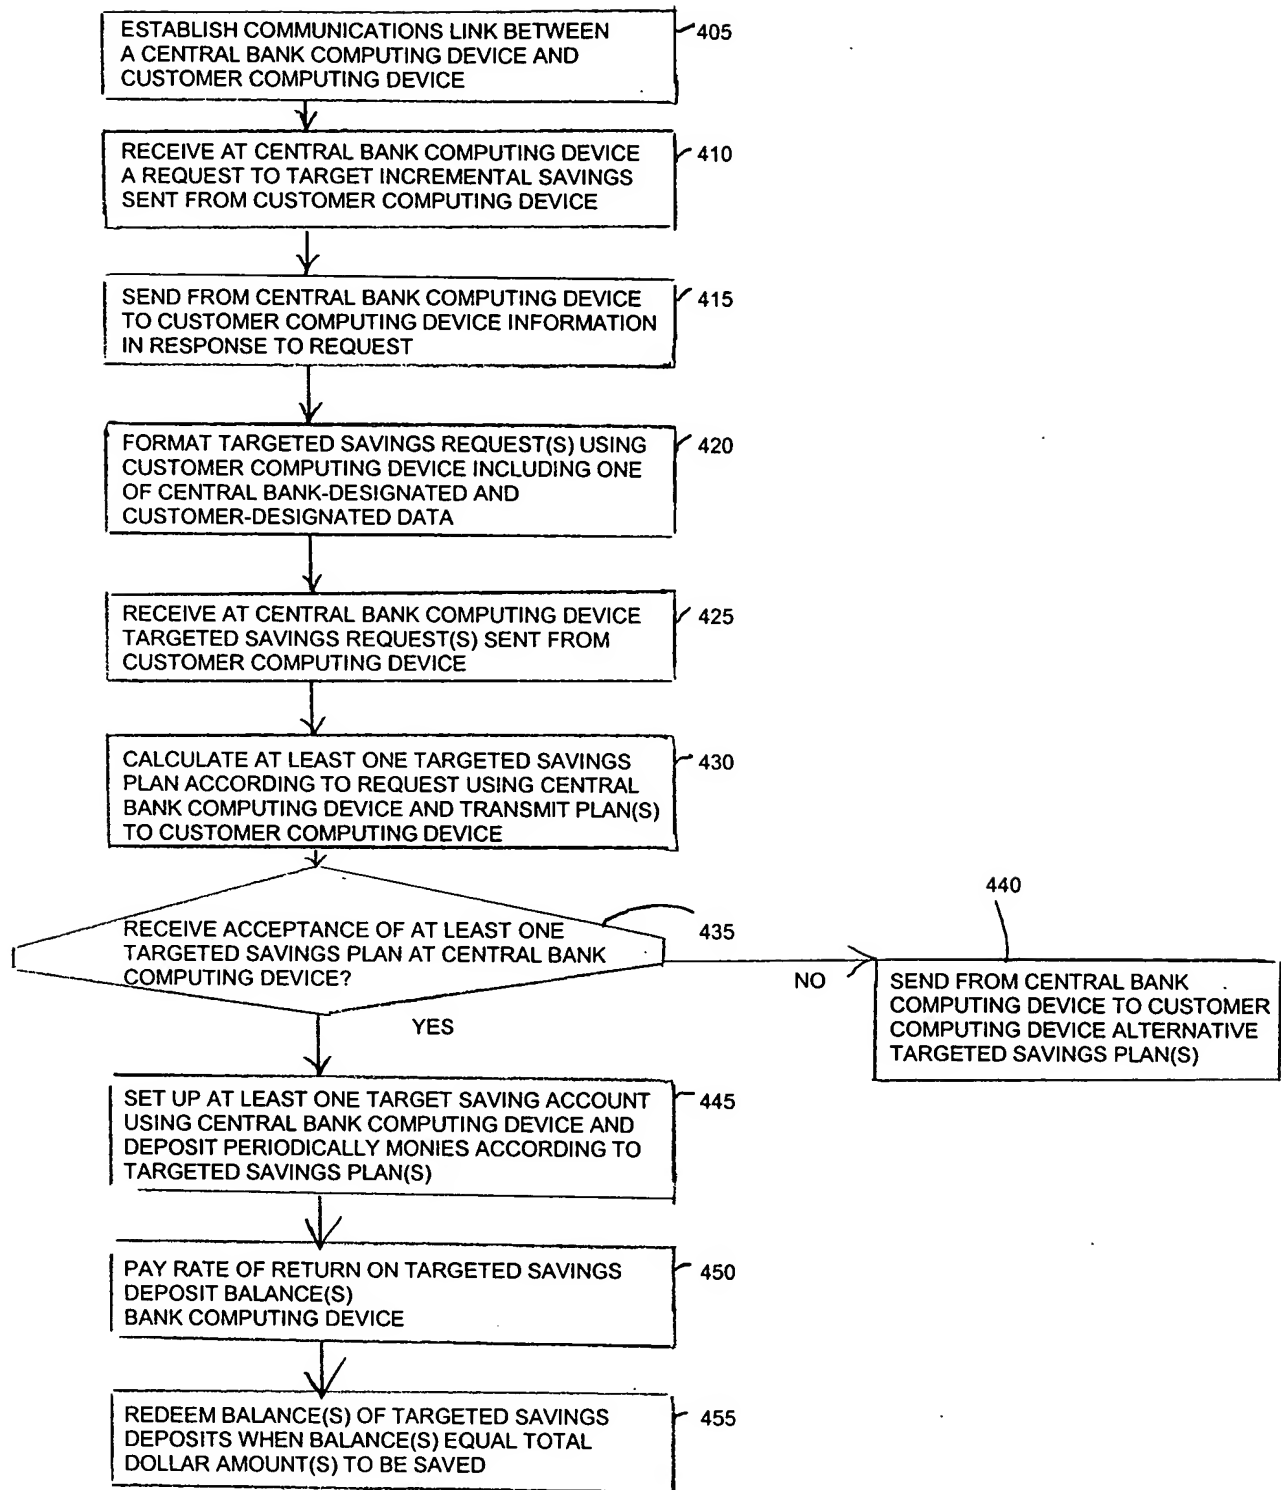 ESTABLISH COMMUNICATIONS LINK BETWEEN
A CENTRAL BANK COMPUTING DEVICE AND
CUSTOMER COMPUTING DEVICE
405
RECEIVE AT CENTRAL BANK COMPUTING DEVICE
A REQUEST TO TARGET INCREMENTAL SAVINGS
SENT FROM CUSTOMER COMPUTING DEVICE
410
SEND FROM CENTRAL BANK COMPUTING DEVICE
TO CUSTOMER COMPUTING DEVICE INFORMATION
IN RESPONSE TO REQUEST
415
FORMAT TARGETED SAVINGS REQUEST(S) USING
CUSTOMER COMPUTING DEVICE INCLUDING ONE
OF CENTRAL BANK-DESIGNATED AND
CUSTOMER-DESIGNATED DATA
420
RECEIVE AT CENTRAL BANK COMPUTING DEVICE
TARGETED SAVINGS REQUEST(S) SENT FROM
CUSTOMER COMPUTING DEVICE
425
CALCULATE AT LEAST ONE TARGETED SAVINGS
PLAN ACCORDING TO REQUEST USING CENTRAL
BANK COMPUTING DEVICE AND TRANSMIT PLAN(S)
TO CUSTOMER COMPUTING DEVICE
430
RECEIVE ACCEPTANCE OF AT LEAST ONE
TARGETED SAVINGS PLAN AT CENTRAL BANK
COMPUTING DEVICE?
435
NO
440
SEND FROM CENTRAL BANK
COMPUTING DEVICE TO CUSTOMER
COMPUTING DEVICE ALTERNATIVE
TARGETED SAVINGS PLAN(S)
YES
SET UP AT LEAST ONE TARGET SAVING ACCOUNT
USING CENTRAL BANK COMPUTING DEVICE AND
DEPOSIT PERIODICALLY MONIES ACCORDING TO
TARGETED SAVINGS PLAN(S)
445
PAY RATE OF RETURN ON TARGETED SAVINGS
DEPOSIT BALANCE(S)
BANK COMPUTING DEVICE
450
REDEEM BALANCE(S) OF TARGETED SAVINGS
DEPOSITS WHEN BALANCE(S) EQUAL TOTAL
DOLLAR AMOUNT(S) TO BE SAVED
455